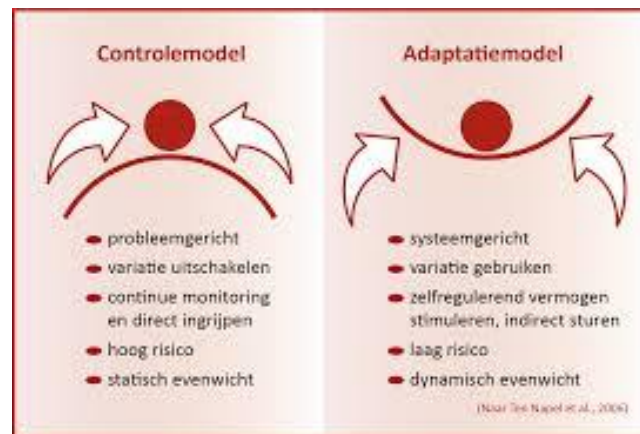 Controlemodel
probleemgericht
variatie uitschakelen
continue monitoring
en direct ingrijpen
hoog risico
statisch evenwicht
Adaptatiemodel
systeemgericht
variatie gebruiken
zelfregulerend vermogen
stimuleren, indirect sturen
laag risico
dynamisch evenwicht
(Naar Ten Napel et al., 2006)